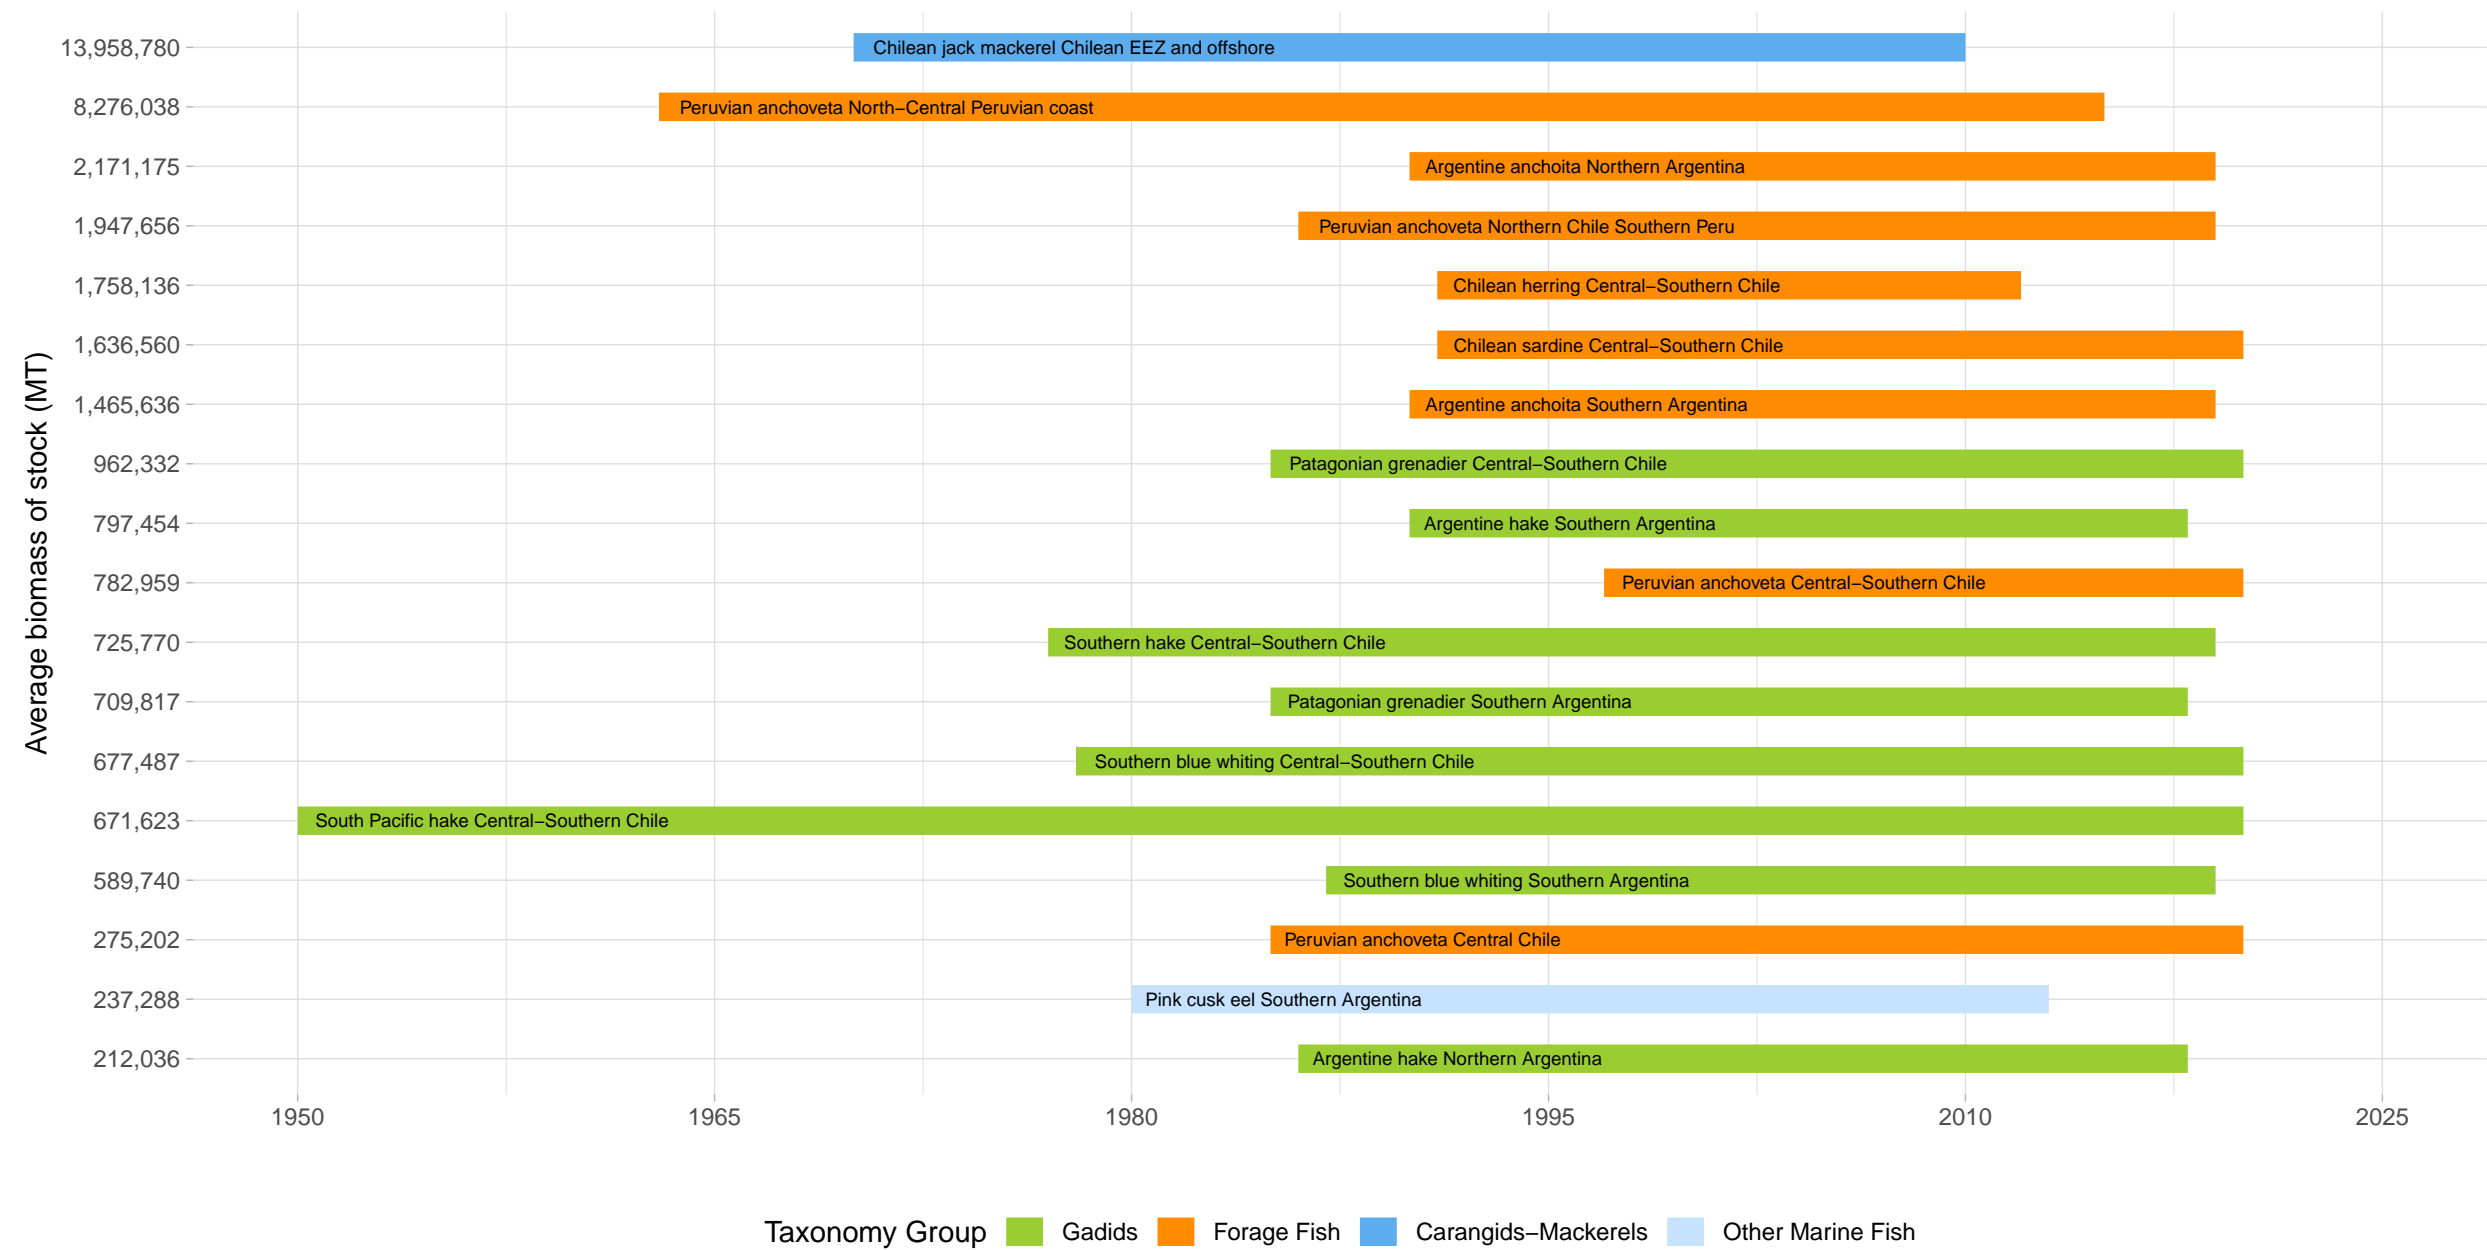 13,958,780 Chilean jack mackerel Chilean EEZ and offshore
8,276,038 Peruvian anchoveta North−Central Peruvian coast
2,171,175 Argentine anchoita Northern Argentina
1,947,656 Peruvian anchoveta Northern Chile Southern Peru
1,758,136 Chilean herring Central−Southern Chile
1,636,560 Chilean sardine Central−Southern Chile
1,465,636 Argentine anchoita Southern Argentina
962,332 Patagonian grenadier Central−Southern Chile
797,454 Argentine hake Southern Argentina
782,959 Peruvian anchoveta Central−Southern Chile
725,770 Southern hake Central−Southern Chile
709,817 Patagonian grenadier Southern Argentina
677,487 Southern blue whiting Central−Southern Chile
671,623 South Pacific hake Central−Southern Chile
589,740 Southern blue whiting Southern Argentina
275,202 Peruvian anchoveta Central Chile
237,288 Pink cusk eel Southern Argentina
212,036 Argentine hake Northern Argentina
Average biomass of stock (MT)
1950 1965 1980 1995 2010 2025
Taxonomy Group Gadids Forage Fish Carangids−Mackerels Other Marine Fish